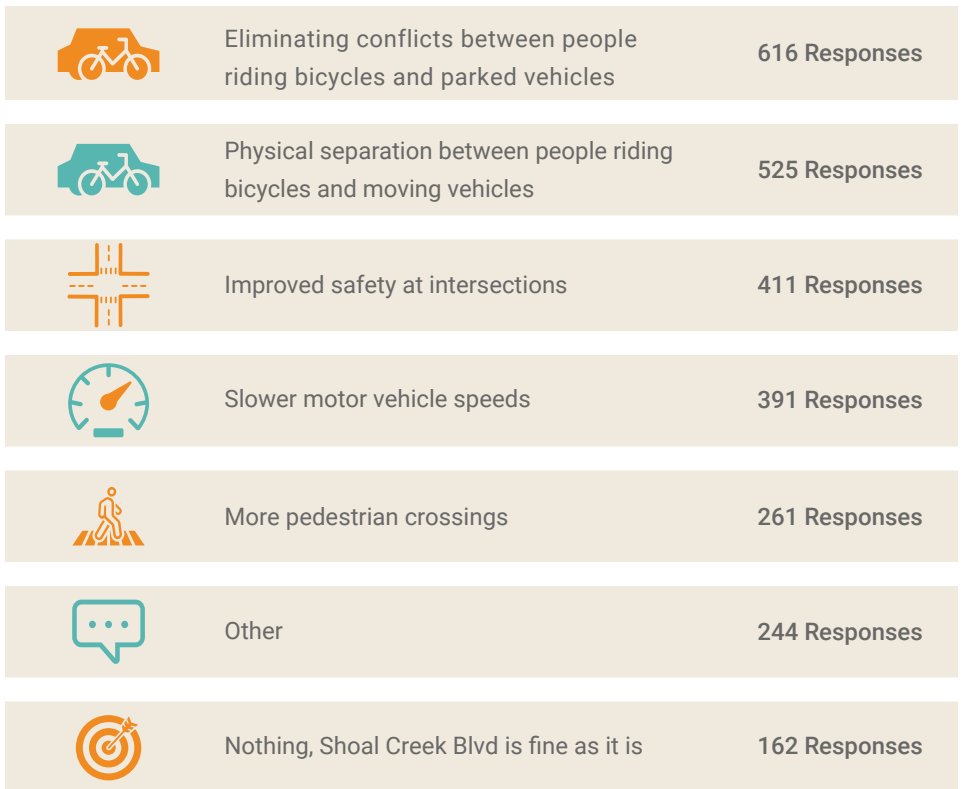 Eliminating conflicts between people
riding bicycles and parked vehicles
616 Responses
Physical separation between people riding
bicycles and moving vehicles
525 Responses
Improved safety at intersections
411 Responses
Slower motor vehicle speeds
391 Responses
More pedestrian crossings
261 Responses
Other
244 Responses
Nothing, Shoal Creek Blvd is fine as it is
162 Responses